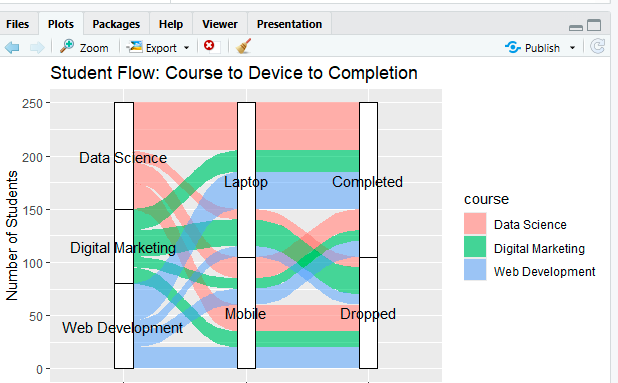 Files Plots Packages Help Viewer Presentation
Zoom Export Publish
Student Flow: Course to Device to Completion
Number of Students
250
200
150
100
50
0
Data Science
Digital Marketing
Web Development
Laptop
Mobile
Completed
Dropped
course
Data Science
Digital Marketing
Web Development